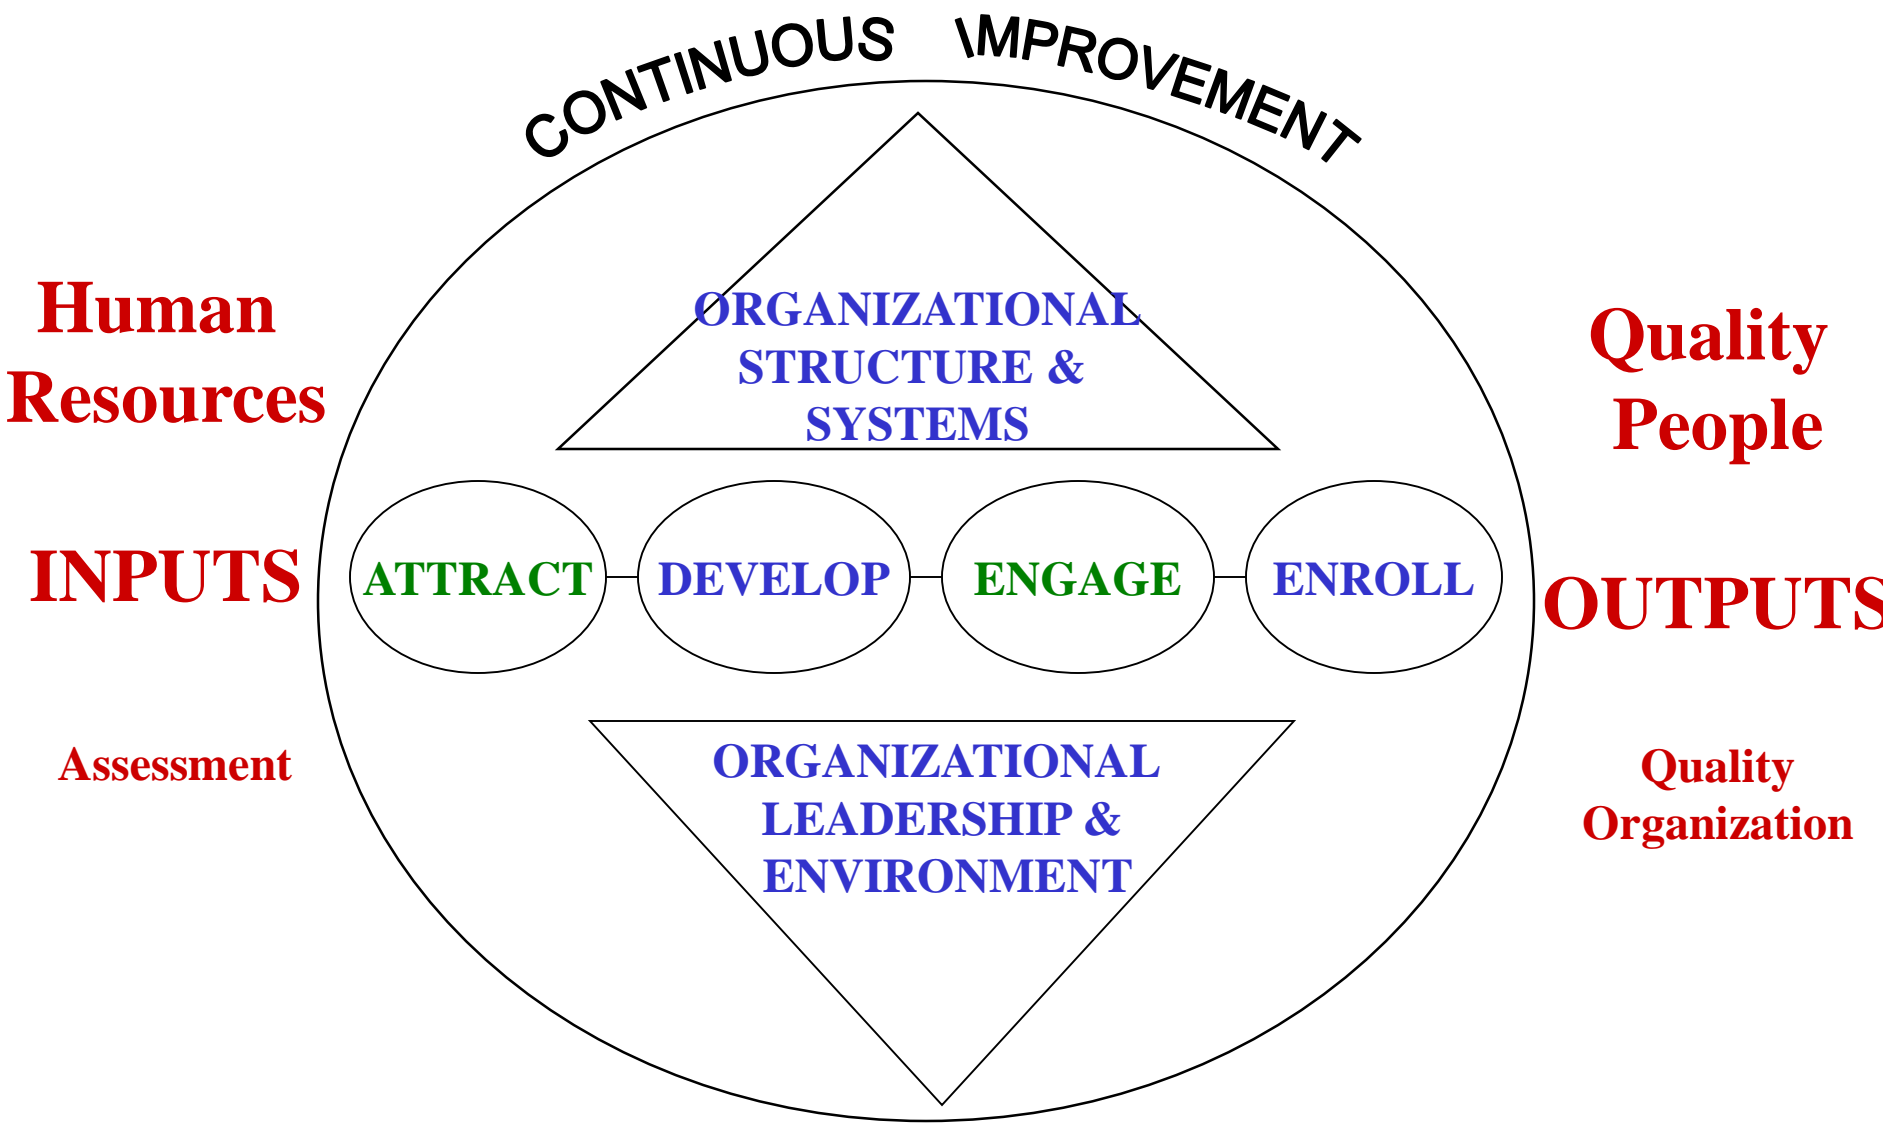 CONTINUOUS IMPROVEMENT
Human
Resources
INPUTS
Assessment
ORGANIZATIONAL
STRUCTURE &
SYSTEMS
ATTRACT
DEVELOP
ENGAGE
ENROLL
ORGANIZATIONAL
LEADERSHIP &
ENVIRONMENT
Quality
People
OUTPUTS
Quality
Organization